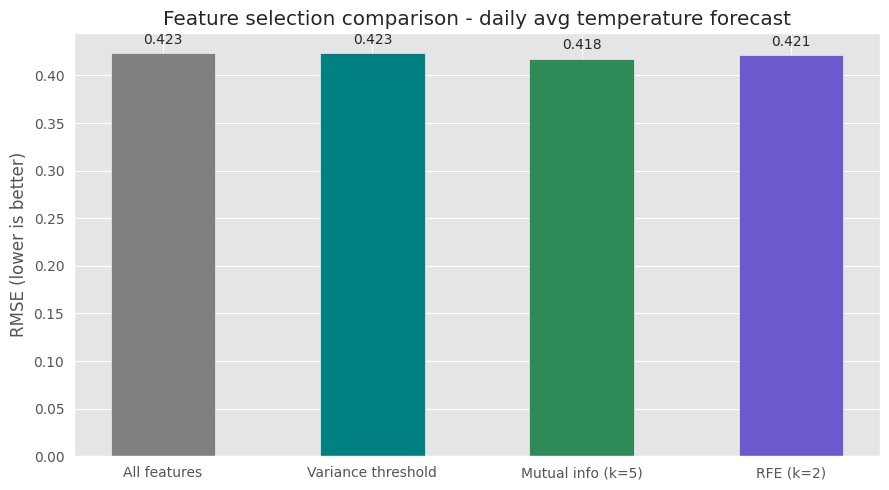 Feature selection comparison - daily avg temperature forecast
0.423
0.423
0.418
0.421
RMSE (lower is better)
0.40
0.35
0.30
0.25
0.20
0.15
0.10
0.05
0.00
All features
Variance threshold
Mutual info (k=5)
RFE (k=2)